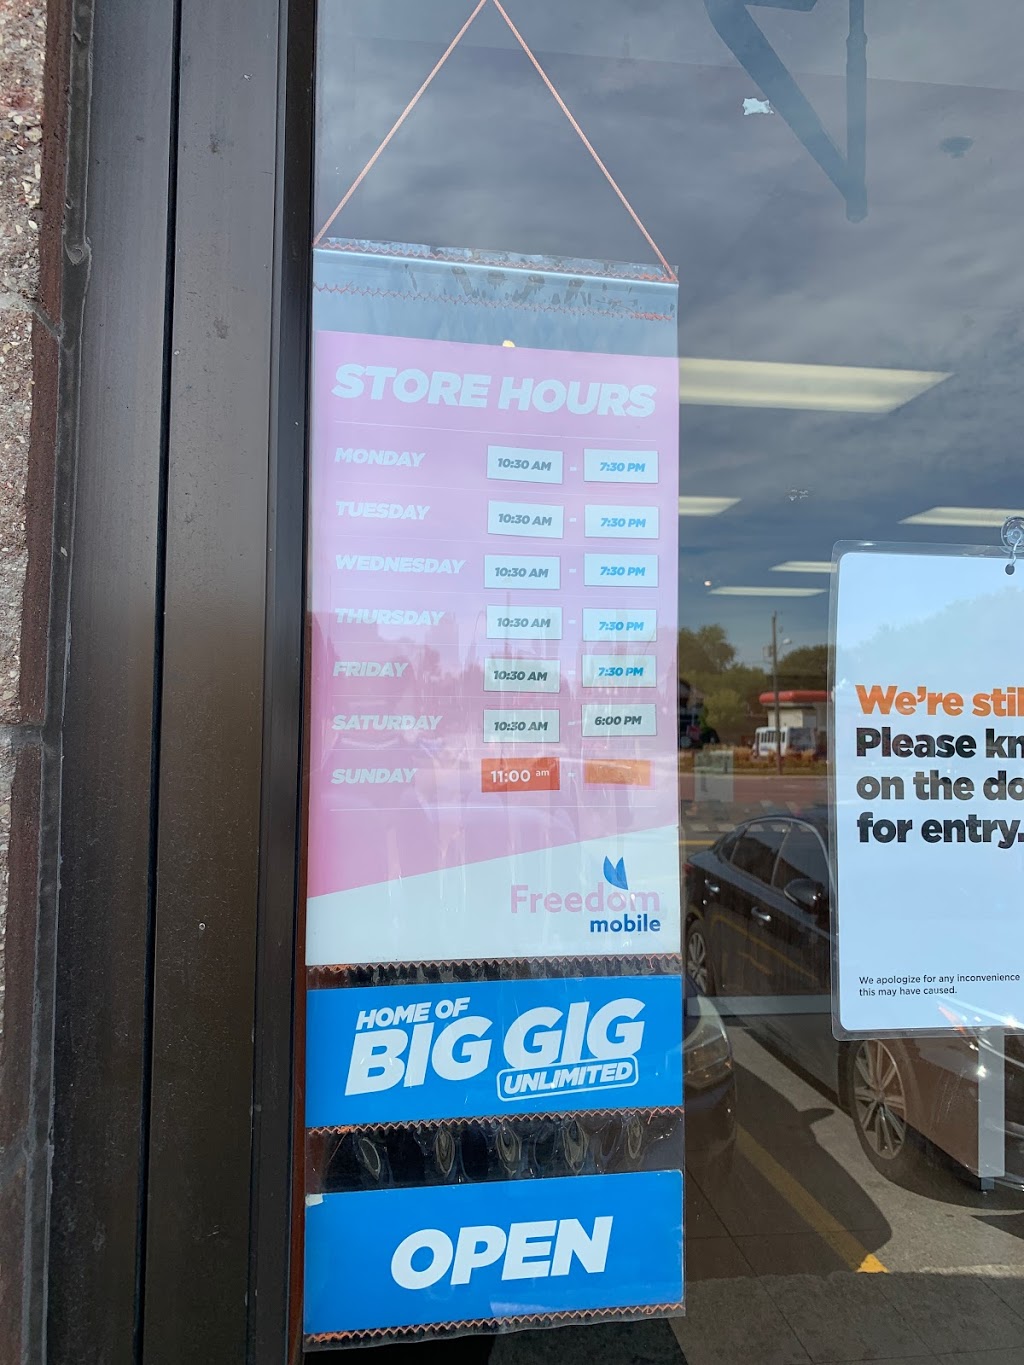 STORE HOURS
MONDAY 10:30 AM - 7:30 PM
TUESDAY 10:30 AM - 7:30 PM
WEDNESDAY 10:30 AM - 7:30 PM
THURSDAY 10:30 AM - 7:30 PM
FRIDAY 10:30 AM - 7:30 PM
SATURDAY 10:30 AM - 6:00 PM
SUNDAY 11:00 am -
Freedom
mobile
HOME OF
BIG GIG
UNLIMITED
OPEN
We're
Please
on the
for entry.
We apologize for any inconvenience
this may have caused.